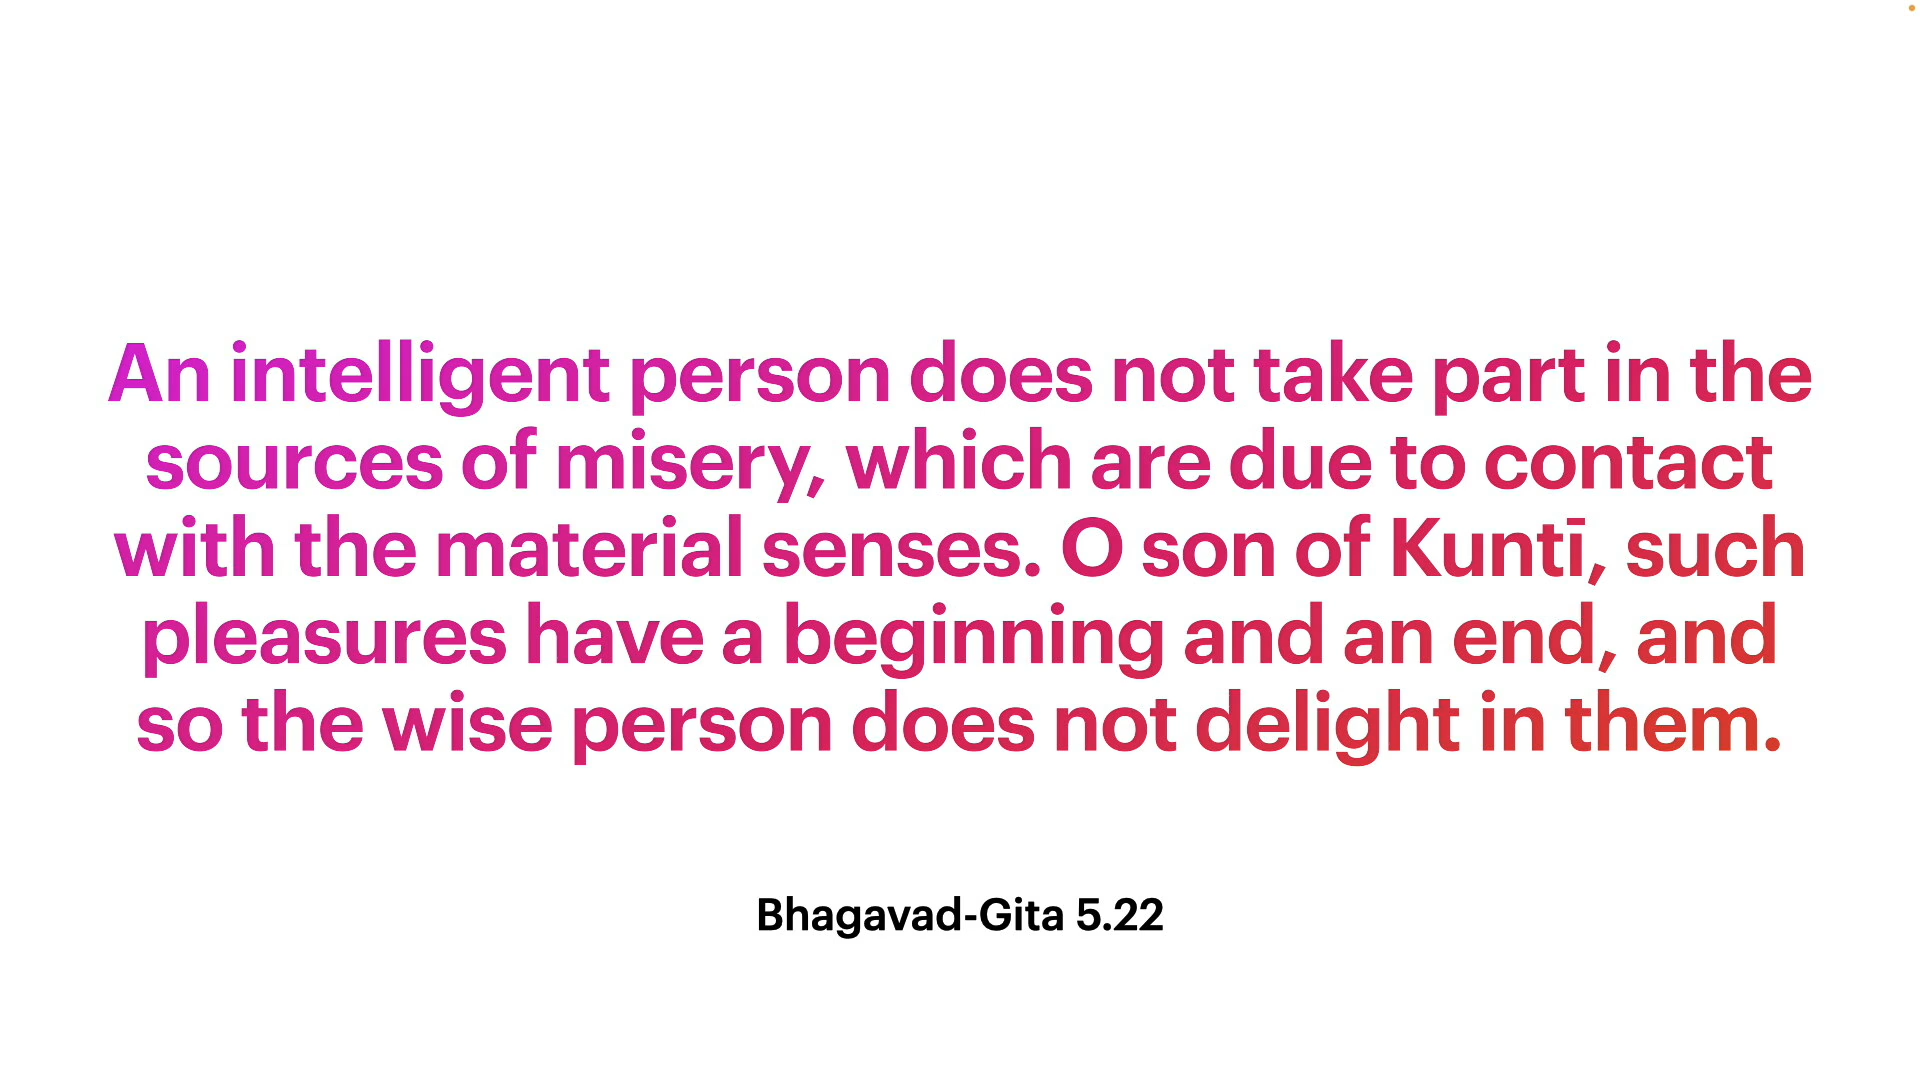 An intelligent person does not take part in the
sources of misery, which are due to contact
with the material senses. O son of Kuntī, such
pleasures have a beginning and an end, and
so the wise person does not delight in them.
Bhagavad-Gita 5.22